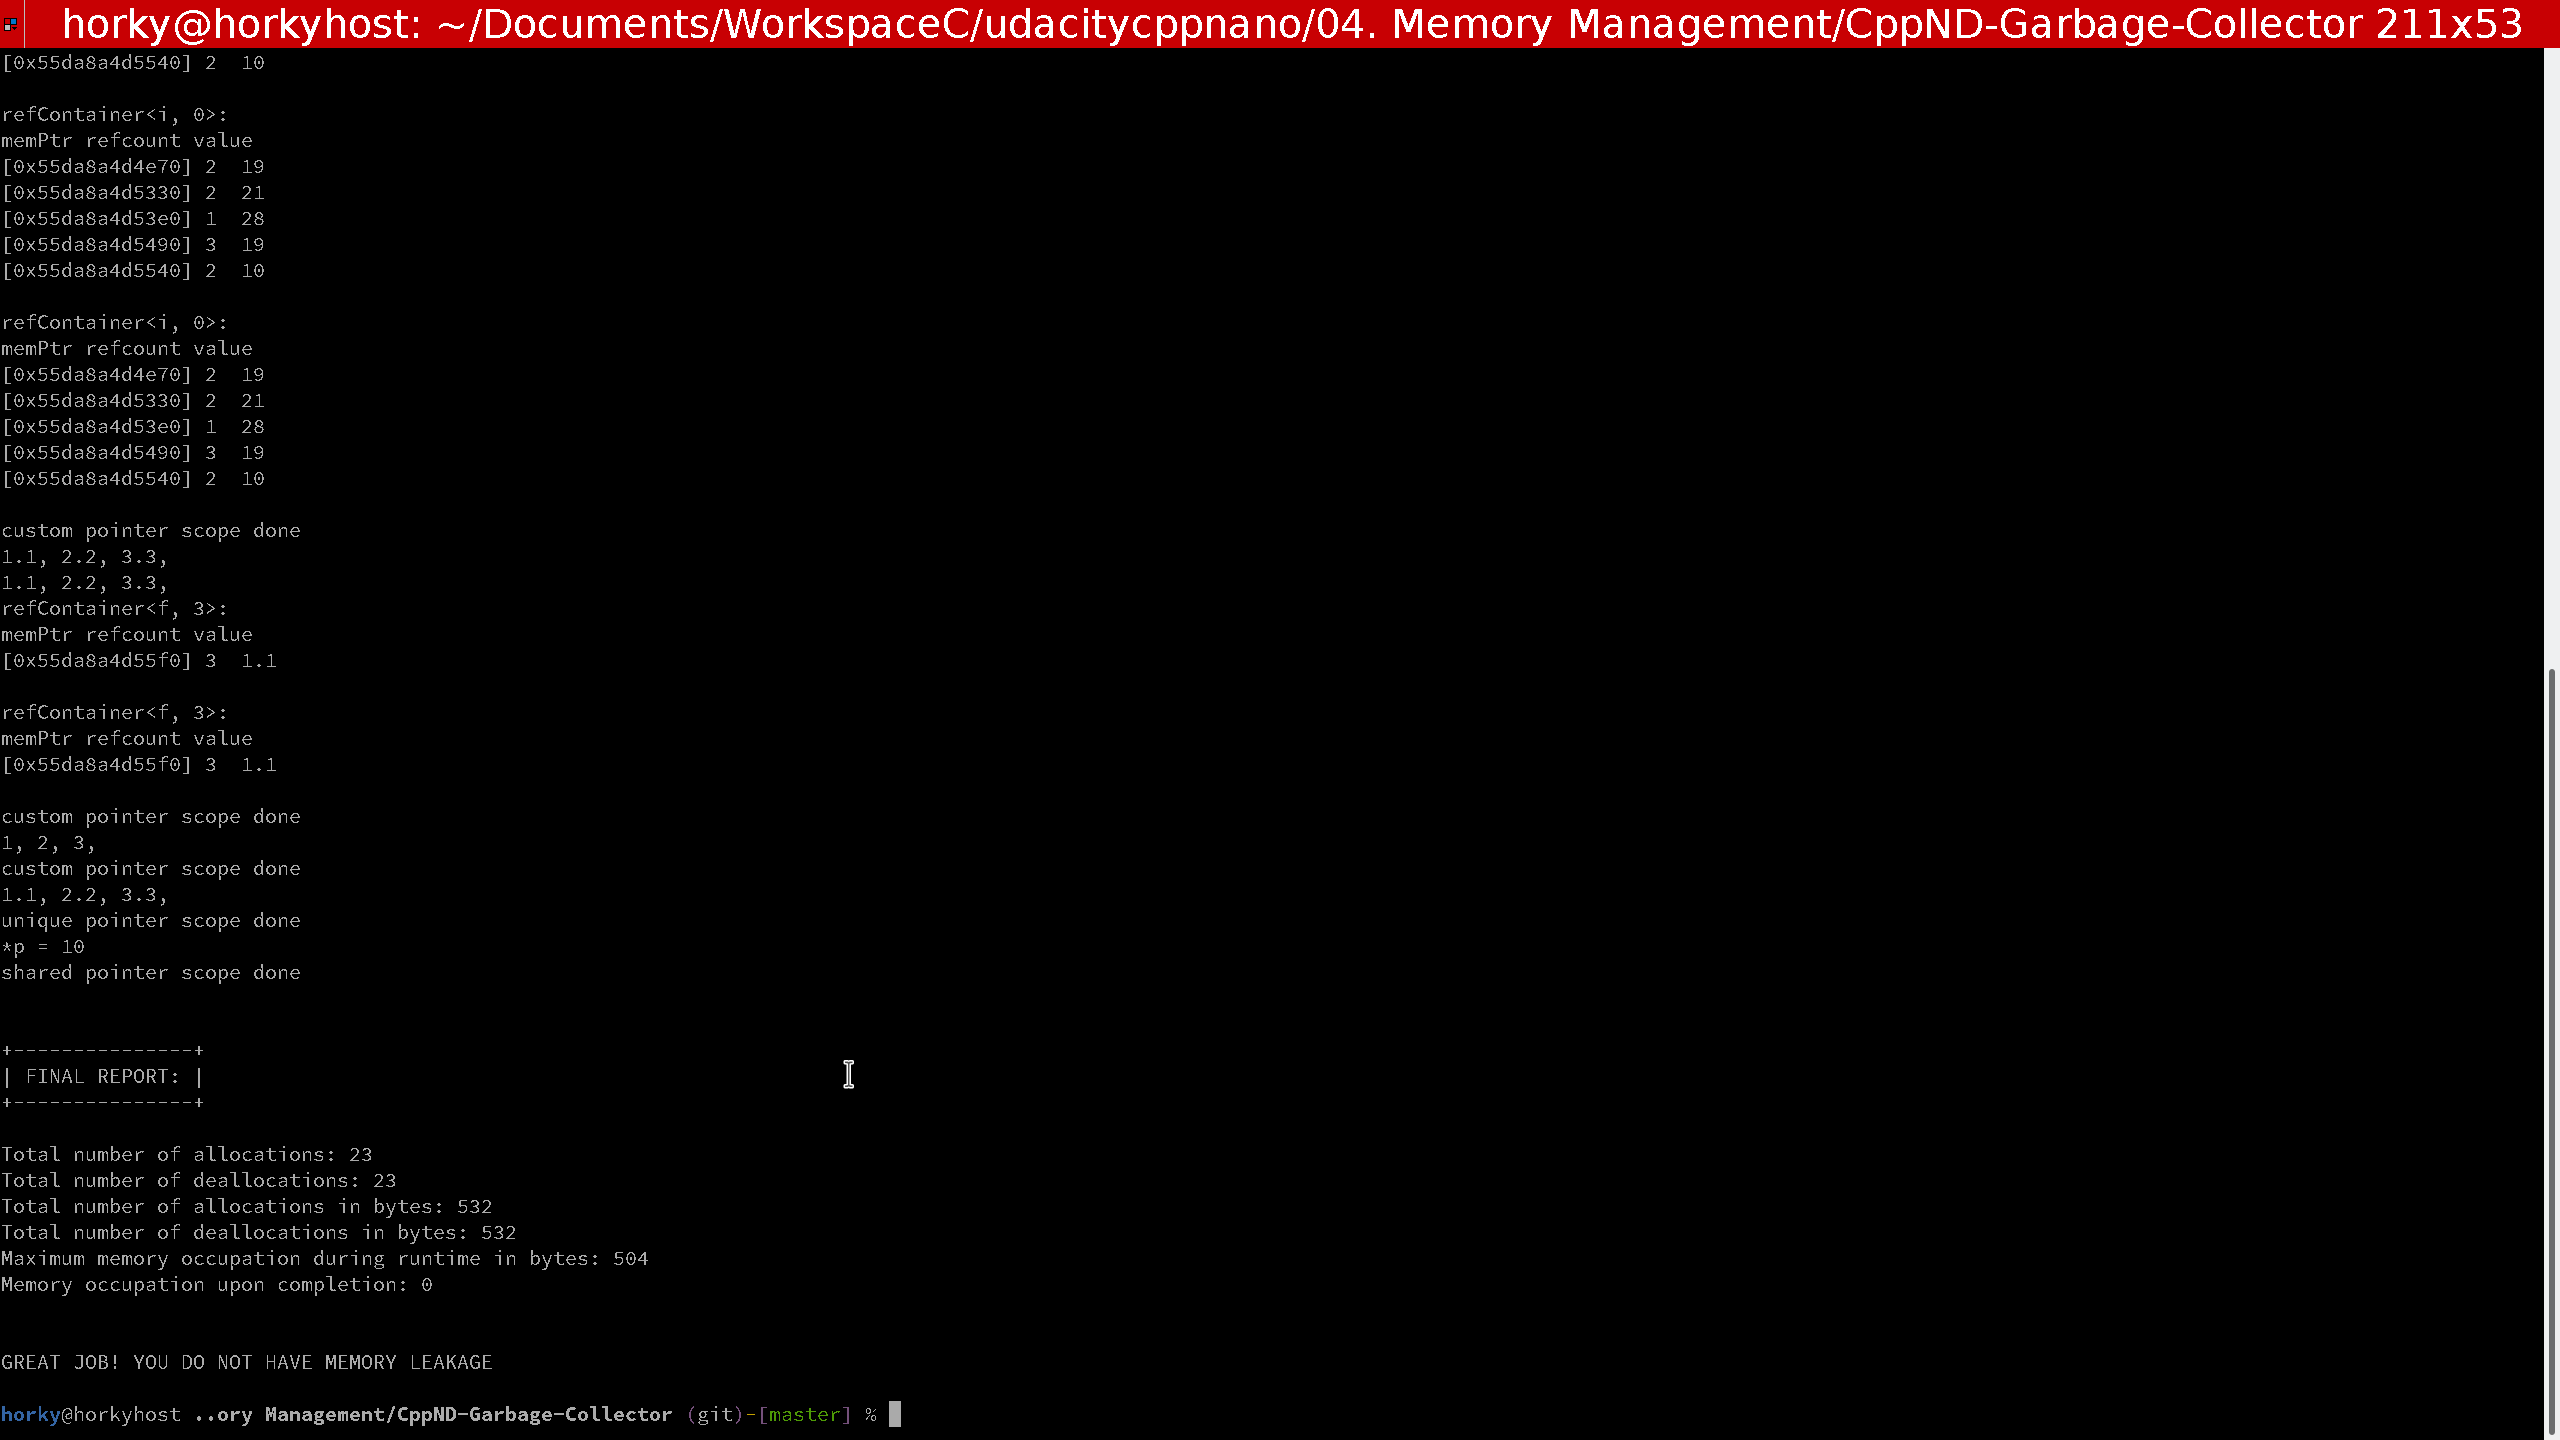 horky@horkyhost: ~/Documents/WorkspaceC/udacitycppnano/04. Memory Management/CppND-Garbage-Collector 211x53
[0x55da8a4d5540] 2  10
refContainer<i, 0>:
memPtr refcount value
[0x55da8a4d4e70] 2  19
[0x55da8a4d5330] 2  21
[0x55da8a4d53e0] 1  28
[0x55da8a4d5490] 3  19
[0x55da8a4d5540] 2  10
refContainer<i, 0>:
memPtr refcount value
[0x55da8a4d4e70] 2  19
[0x55da8a4d5330] 2  21
[0x55da8a4d53e0] 1  28
[0x55da8a4d5490] 3  19
[0x55da8a4d5540] 2  10
custom pointer scope done
1.1, 2.2, 3.3,
1.1, 2.2, 3.3,
refContainer<f, 3>:
memPtr refcount value
[0x55da8a4d55f0] 3  1.1
refContainer<f, 3>:
memPtr refcount value
[0x55da8a4d55f0] 3  1.1
custom pointer scope done
1, 2, 3,
custom pointer scope done
1.1, 2.2, 3.3,
unique pointer scope done
*p = 10
shared pointer scope done
+---------------+
| FINAL REPORT: |
+---------------+
Total number of allocations: 23
Total number of deallocations: 23
Total number of allocations in bytes: 532
Total number of deallocations in bytes: 532
Maximum memory occupation during runtime in bytes: 504
Memory occupation upon completion: 0
GREAT JOB! YOU DO NOT HAVE MEMORY LEAKAGE
horky@horkyhost ..ory Management/CppND-Garbage-Collector (git)-[master] %